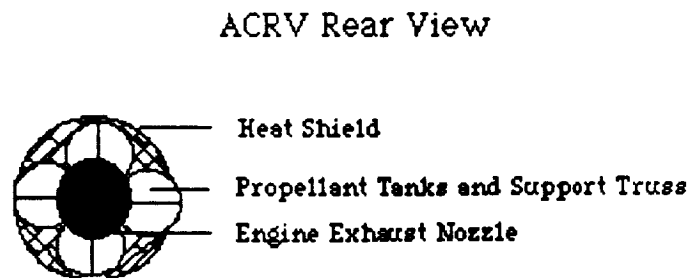 ACRV Rear View
Heat Shield
Propellant Tanks and Support Truss
Engine Exhaust Nozzle